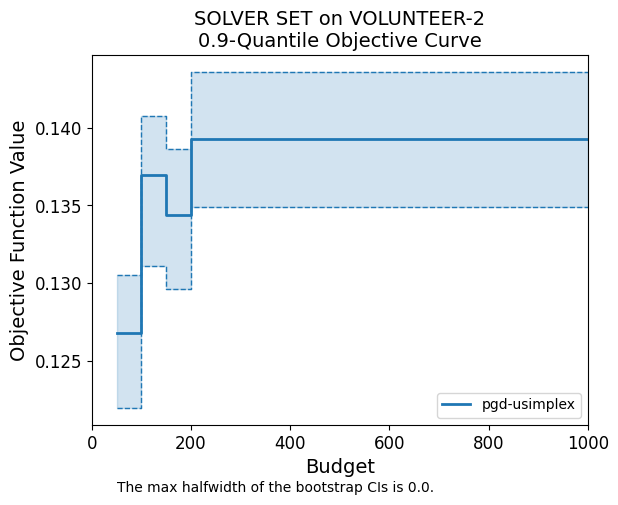 SOLVER SET on VOLUNTEER-2
0.9-Quantile Objective Curve
Objective Function Value
0.140
0.135
0.130
0.125
pgd-usimplex
0 200 400 600 800 1000
Budget
The max halfwidth of the bootstrap CIs is 0.0.